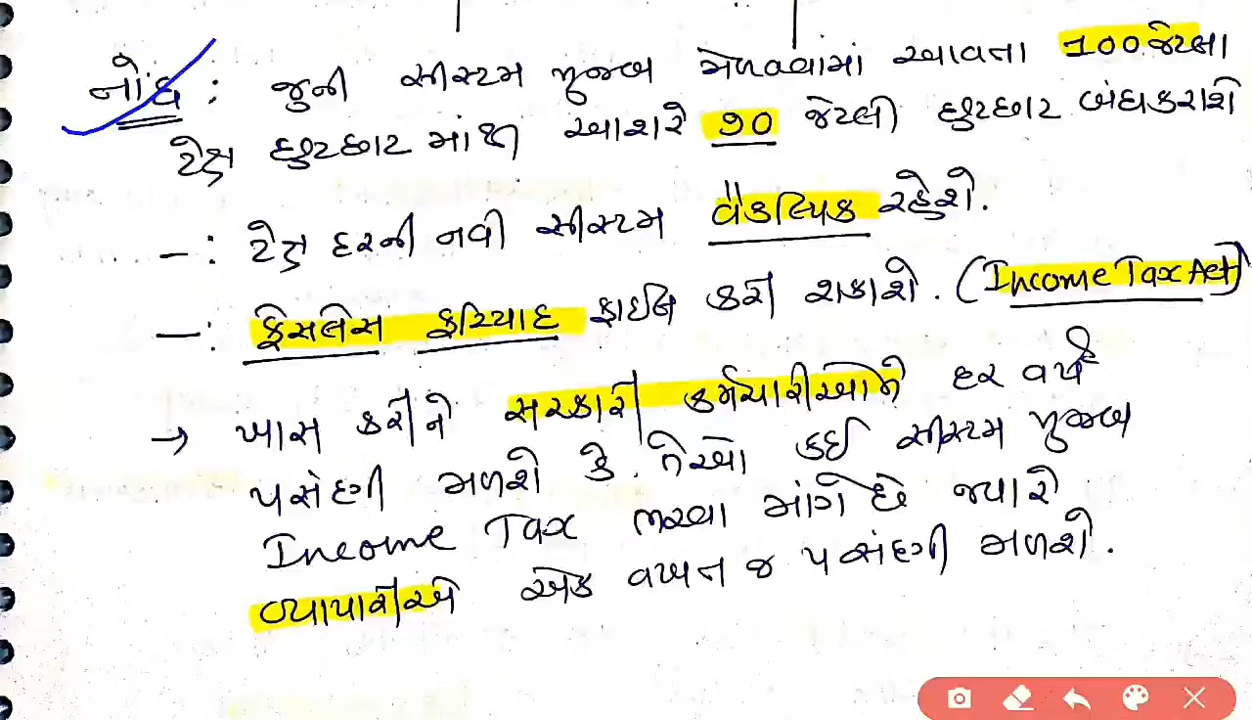 નોંધ : જુની સીસ્ટમ મુજબ મેળવવામાં આવતા 100 જેટલા
ટેક્ષ છુટછાટ માંથી આશરે 70 જેટલી છુટછાટ બંધ કરાશે
-: ટેક્ષ દરની નવી સીસ્ટમ વૈકલ્પિક રહેશે.
-: ફેસલેસ ફરિયાદ ફાઇલ કરી શકાશે. (Income Tax Act)
→ ખાસ કરીને સરકારી કર્મચારીઓને દર વર્ષે
પસંદગી મળશે કે તેઓ કઈ સીસ્ટમ મુજબ
Income Tax ભરવા માંગે છે જ્યારે
વ્યાપારીએ એક વખત જ પસંદગી મળશે.